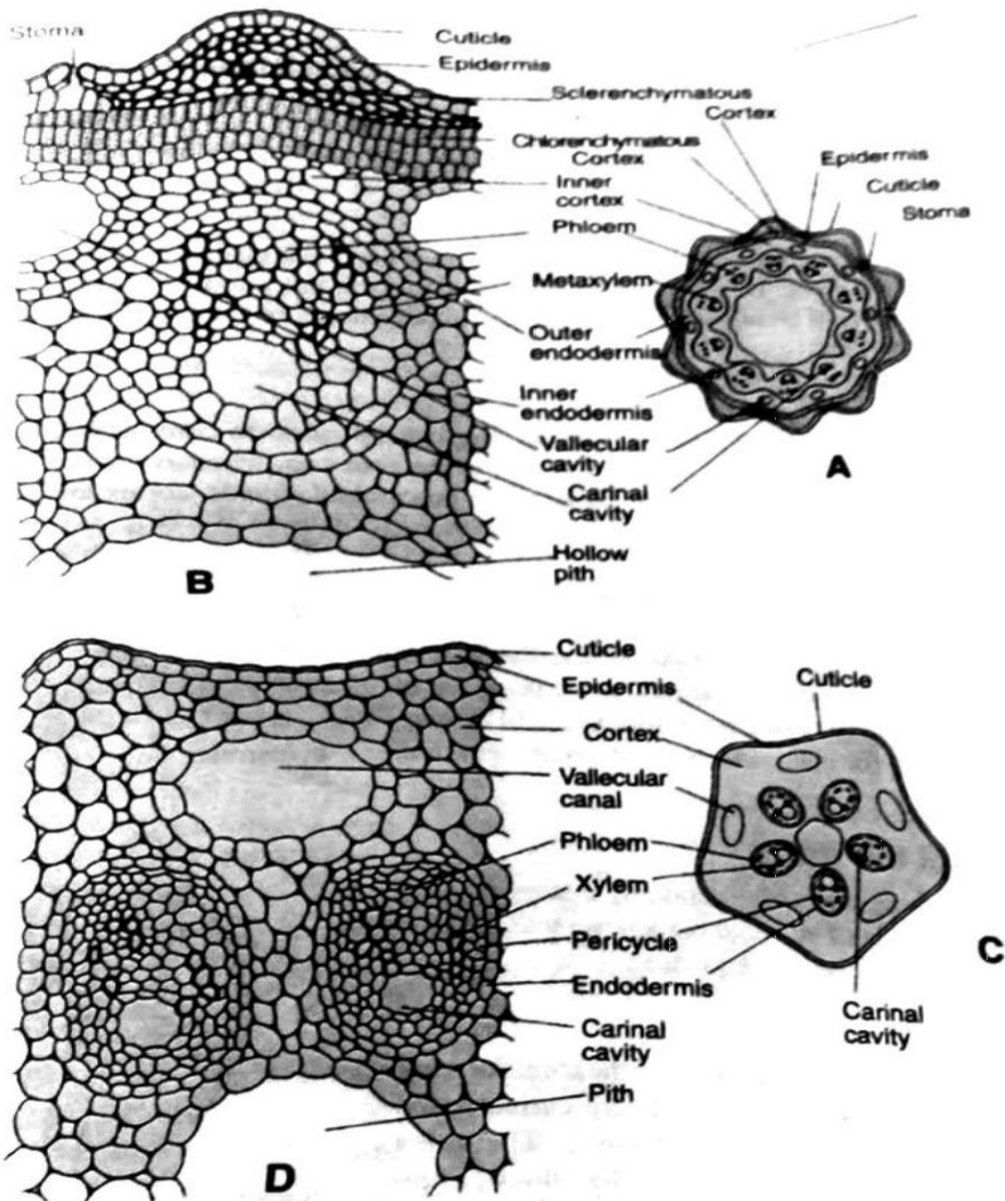 Stoma
Cuticle
Epidermis
Sclerenchymatous
Cortex
Chlorenchymatous
Cortex
Epidermis
Inner
cortex
Cuticle
Stoma
Phloem
Metaxylem
Outer
endodermis
Inner
endodermis
Vallecular
cavity
A
Carinal
cavity
Hollow
pith
B
Cuticle
Epidermis
Cuticle
Cortex
Vallecular
canal
Phloem
Xylem
Pericycle
C
Endodermis
Carinal
cavity
Carinal
cavity
Pith
D